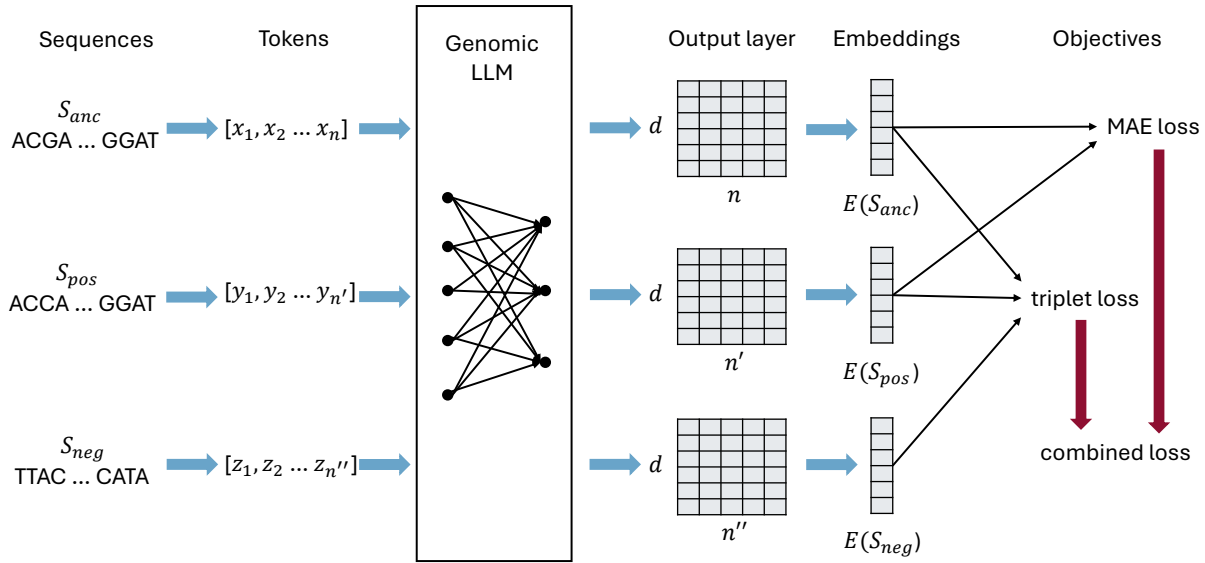 Sequences
Tokens
Genomic
LLM
Output layer
Embeddings
Objectives
S_anc
ACGA ... GGAT
[x_1, x_2 ... x_n]
d
n
E(S_anc)
MAE loss
S_pos
ACCA ... GGAT
[y_1, y_2 ... y_n']
d
n'
E(S_pos)
triplet loss
S_neg
TTAC ... CATA
[z_1, z_2 ... z_n'']
d
n''
E(S_neg)
combined loss